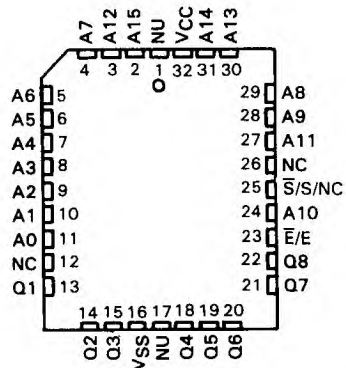 A7 A12 A15 NU VCC A14 A13
4 3 2 1 32 31 30
A6 5 29 A8
A5 6 28 A9
A4 7 27 A11
A3 8 26 NC
A2 9 25 S̅/S/NC
A1 10 24 A10
A0 11 23 E̅/E
NC 12 22 Q8
Q1 13 21 Q7
14 15 16 17 18 19 20
Q2 Q3 VSS NU Q4 Q5 Q6